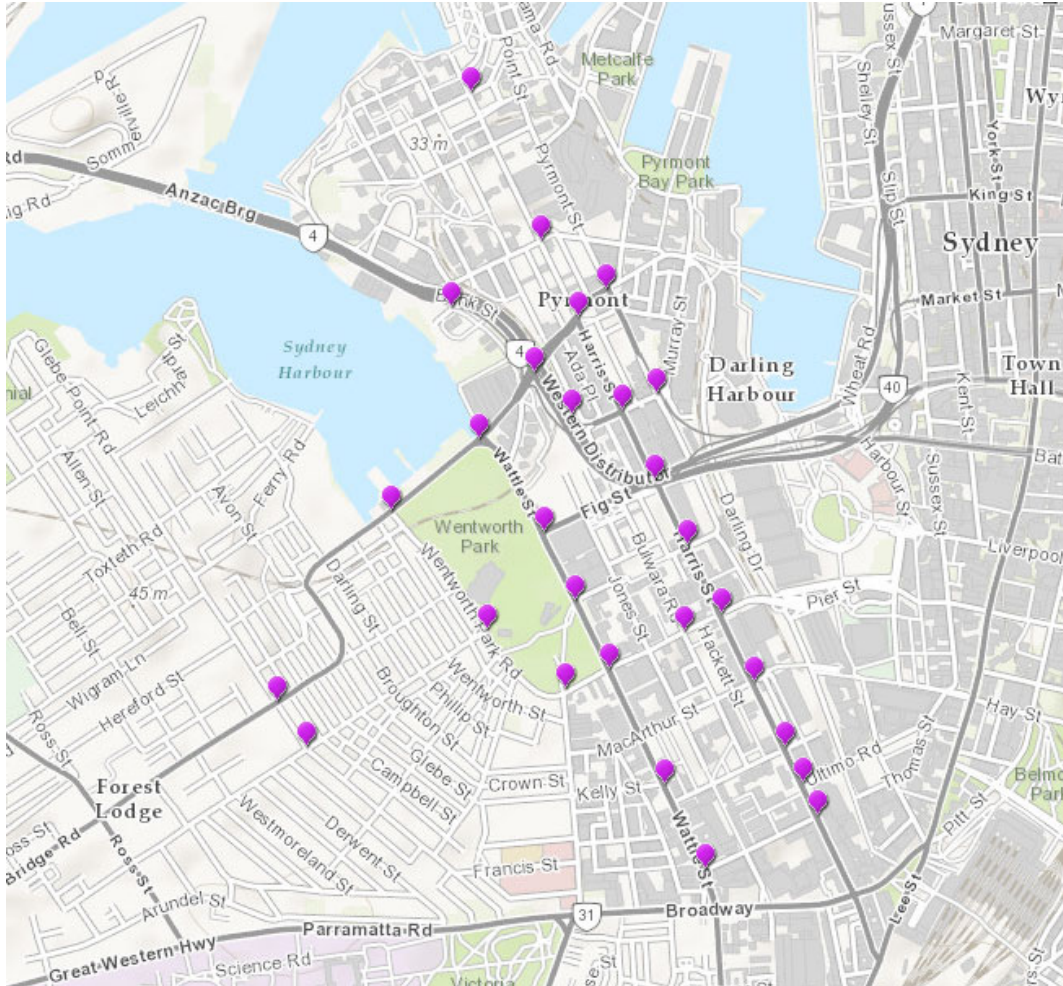 Margaret St
Metcalfe
Park
Point St
Shelley St
York St
33 m
Sommerville Rd
Pyrmont St
Pyrmont
Bay Park
Slip St
King St
Anzac Brg
4
Sydney
Bank St
Pyrmont
Market St
Murray St
Sydney
Harbour
4
Harris St
Ada Pl
Darling
Harbour
Wheat Rd
40
Kent St
Town
Hall
Glebe Point Rd
Leichhardt St
Ferry Rd
Allen St
Avon St
Western Distributor
Wattle St
Fig St
Harbour St
Sussex St
Wentworth
Park
Toxteth Rd
Darling St
45 m
Bell St
Wigram Ln
Hereford St
Ross St
Wentworth Park Rd
Harris St
Bulwara Rd
Darling Dr
Liverpool
Jones St
Pier St
Hackett St
Wentworth St
Phillip St
Broughton St
MacArthur St
Hay St
Thomas St
Ultimo Rd
Glebe St
Campbell St
Crown St
Kelly St
Forest
Lodge
Bridge Rd
Ross St
Westmoreland St
Derwent St
Wattle St
Francis St
Pitt St
Arundel St
31
Broadway
Lee St
Parramatta Rd
Great Western Hwy
Science Rd
Victoria